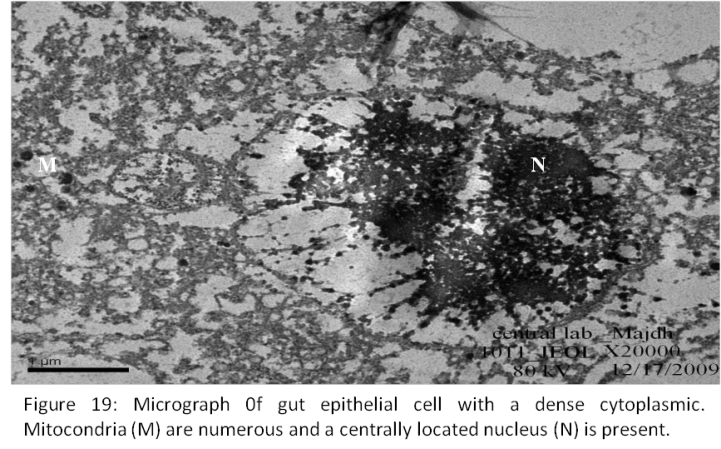 M
N
central lab Majdh
1011 JEOL X20000
80 kV 12/17/2009
1 µm
Figure 19: Micrograph 0f gut epithelial cell with a dense cytoplasmic.
Mitocondria (M) are numerous and a centrally located nucleus (N) is present.